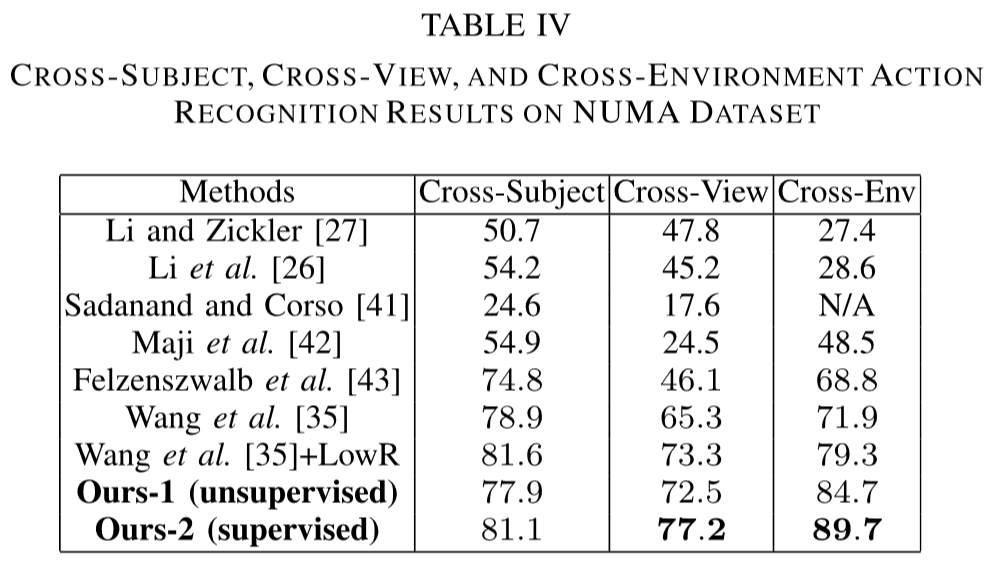 TABLE IV
CROSS-SUBJECT, CROSS-VIEW, AND CROSS-ENVIRONMENT ACTION
RECOGNITION RESULTS ON NUMA DATASET
Methods Cross-Subject Cross-View Cross-Env
Li and Zickler [27] 50.7 47.8 27.4
Li et al. [26] 54.2 45.2 28.6
Sadanand and Corso [41] 24.6 17.6 N/A
Maji et al. [42] 54.9 24.5 48.5
Felzenszwalb et al. [43] 74.8 46.1 68.8
Wang et al. [35] 78.9 65.3 71.9
Wang et al. [35]+LowR 81.6 73.3 79.3
Ours-1 (unsupervised) 77.9 72.5 84.7
Ours-2 (supervised) 81.1 77.2 89.7